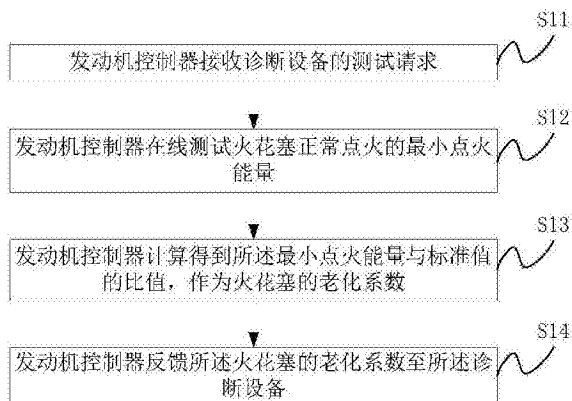 S11
发动机控制器接收诊断设备的测试请求
S12
发动机控制器在线测试火花塞正常点火的最小点火
能量
S13
发动机控制器计算得到所述最小点火能量与标准值
的比值，作为火花塞的老化系数
S14
发动机控制器反馈所述火花塞的老化系数至所述诊
断设备